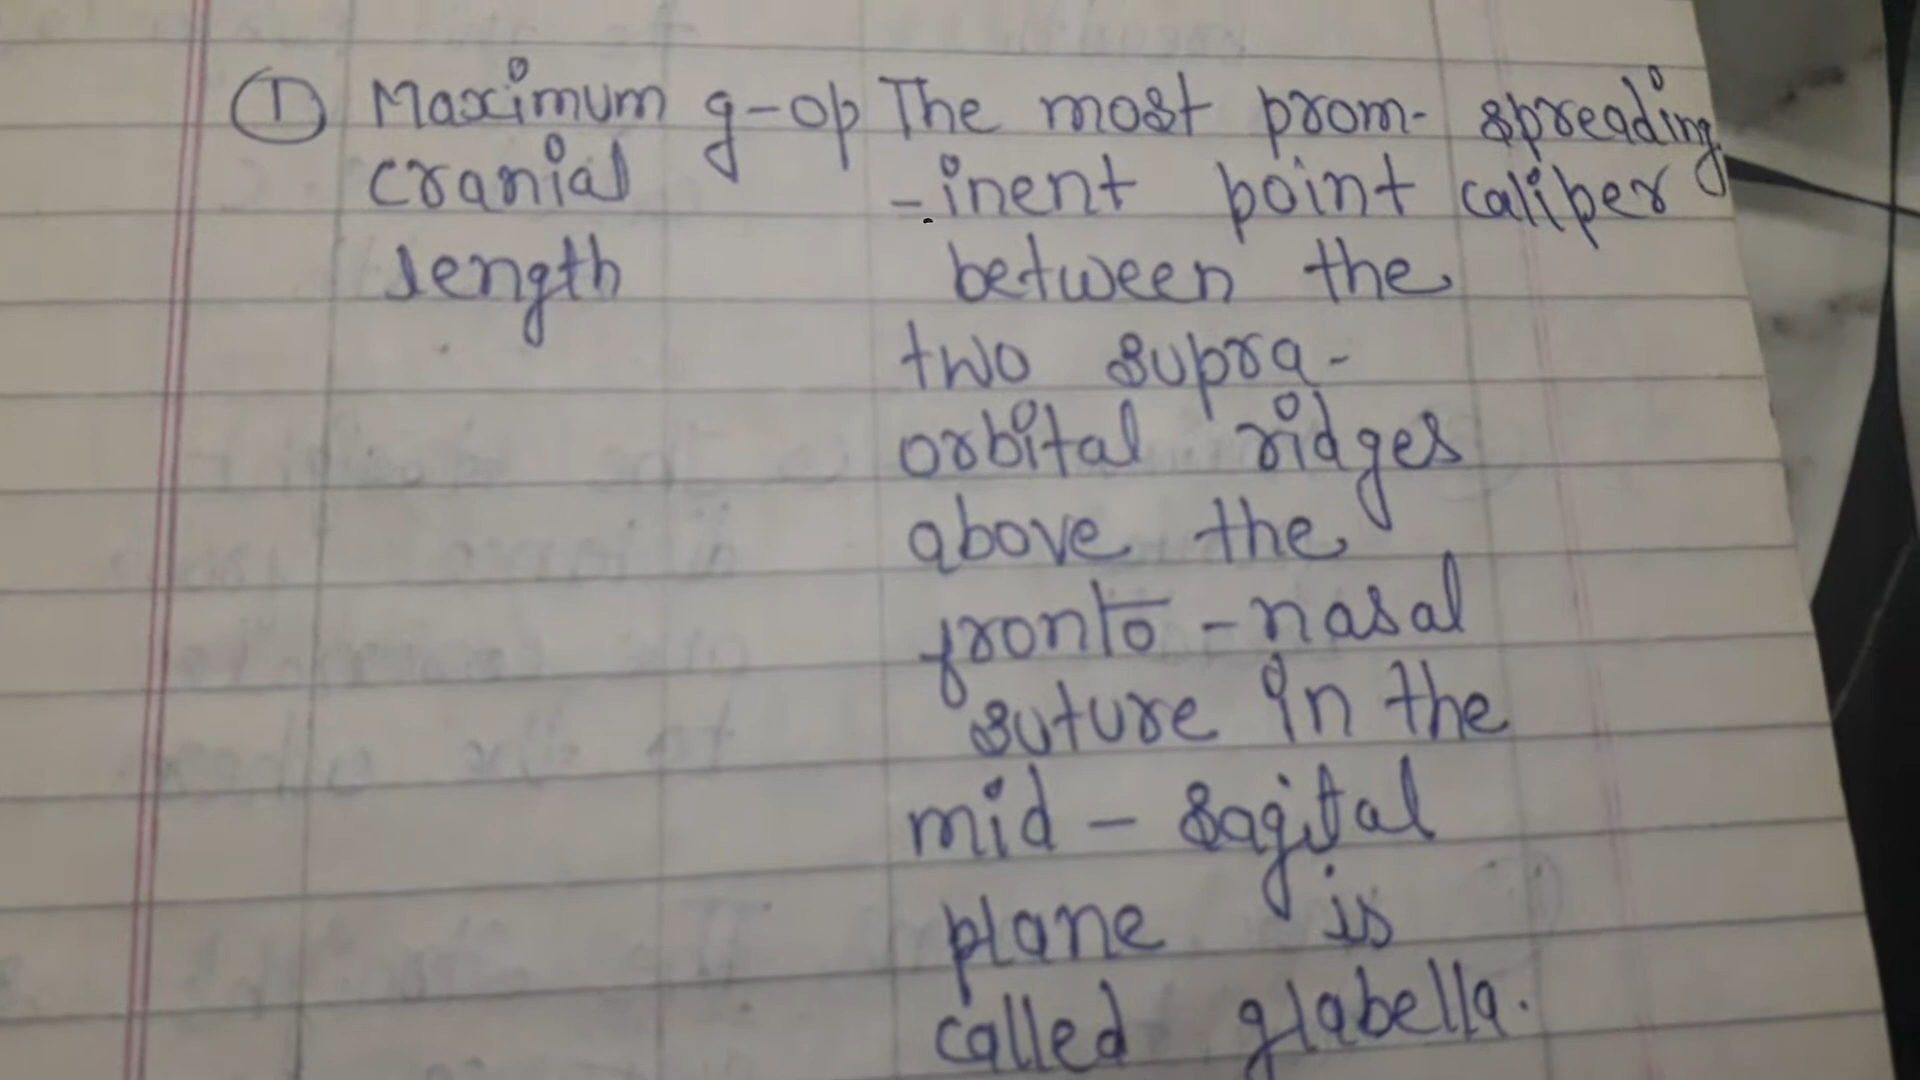 ① Maximum g-op The most prom- spreading
cranial -inent point caliper
length between the
two supra-
orbital ridges
above the
fronto-nasal
suture in the
mid-sagital
plane is
called glabella.